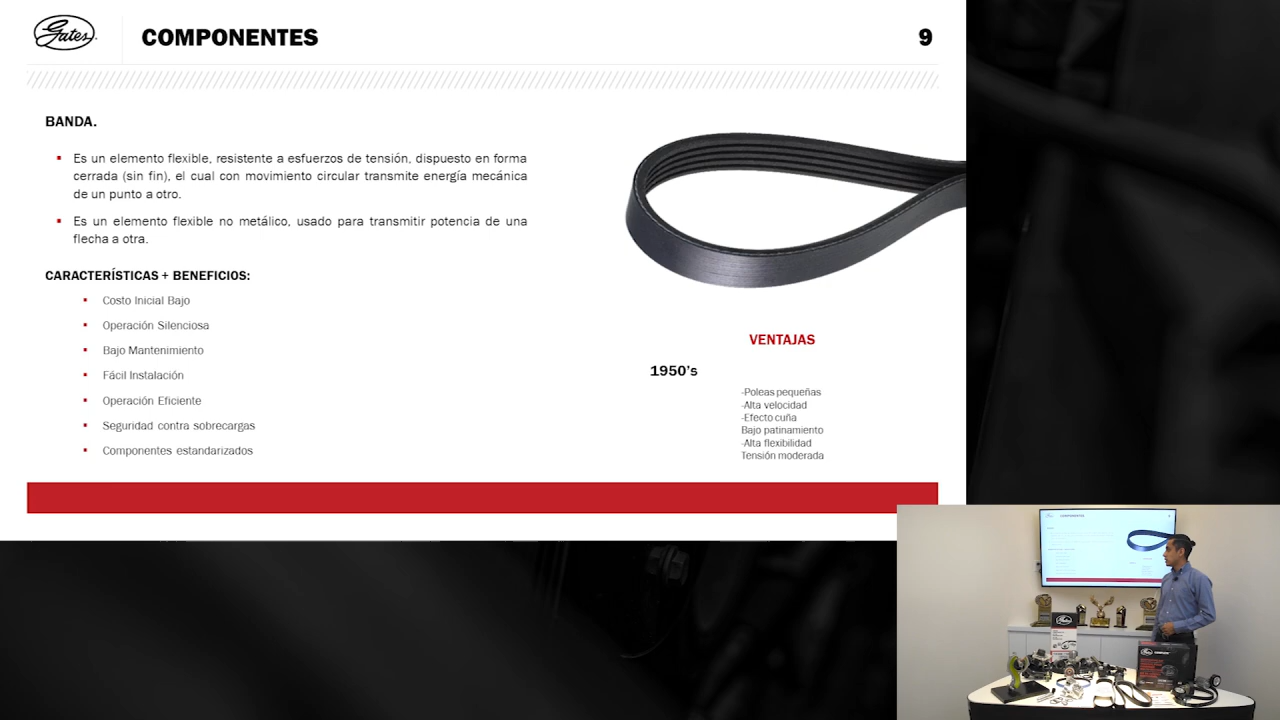 Gates
COMPONENTES
9
BANDA.
Es un elemento flexible, resistente a esfuerzos de tensión, dispuesto en forma
cerrada (sin fin), el cual con movimiento circular transmite energía mecánica
de un punto a otro.
Es un elemento flexible no metálico, usado para transmitir potencia de una
flecha a otra.
CARACTERÍSTICAS + BENEFICIOS:
Costo Inicial Bajo
Operación Silenciosa
Bajo Mantenimiento
Fácil Instalación
Operación Eficiente
Seguridad contra sobrecargas
Componentes estandarizados
VENTAJAS
1950's
-Poleas pequeñas
-Alta velocidad
-Efecto cuña
Bajo patinamiento
-Alta flexibilidad
Tensión moderada
COMPONENTES
Gates